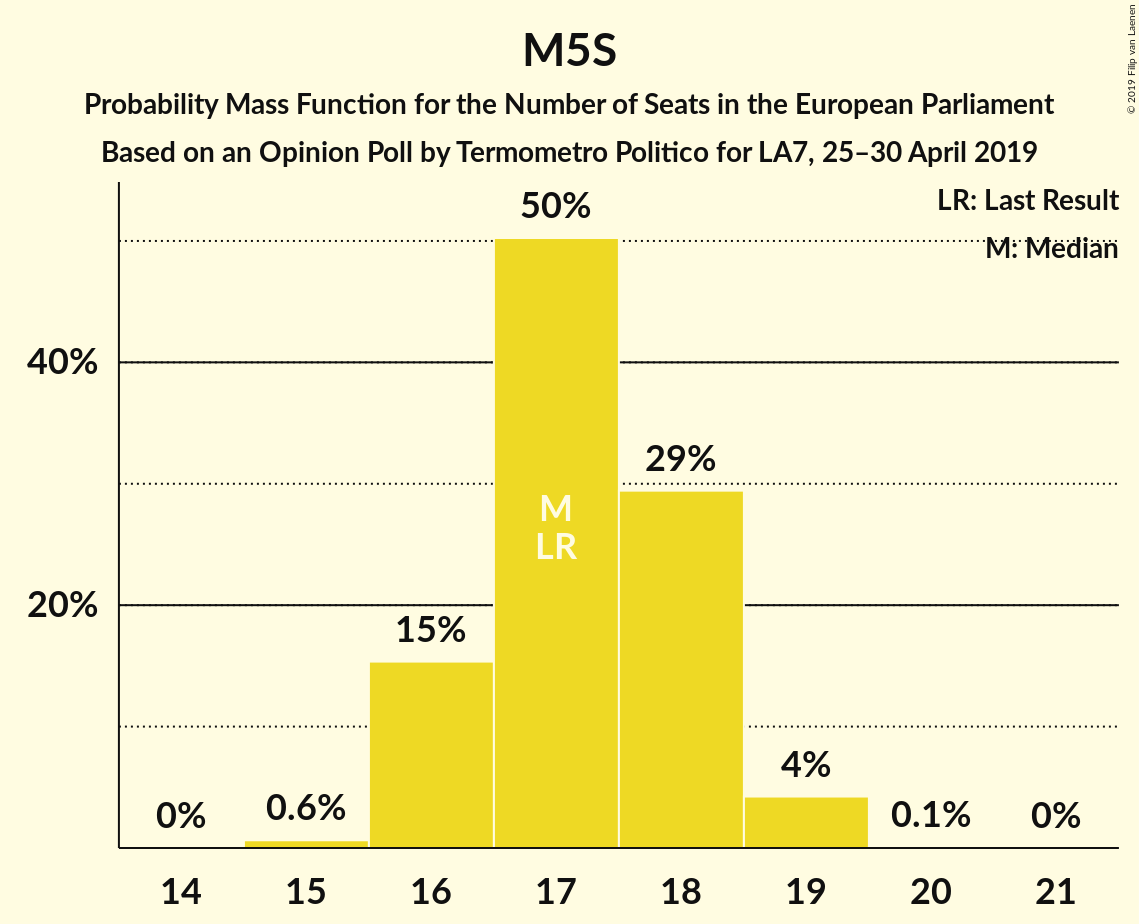 M5S
Probability Mass Function for the Number of Seats in the European Parliament
Based on an Opinion Poll by Termometro Politico for LA7, 25–30 April 2019
© 2019 Filip van Laenen
LR: Last Result
M: Median
50%
40%
29%
M
LR
20%
15%
4%
0%
0.6%
0.1%
0%
14 15 16 17 18 19 20 21